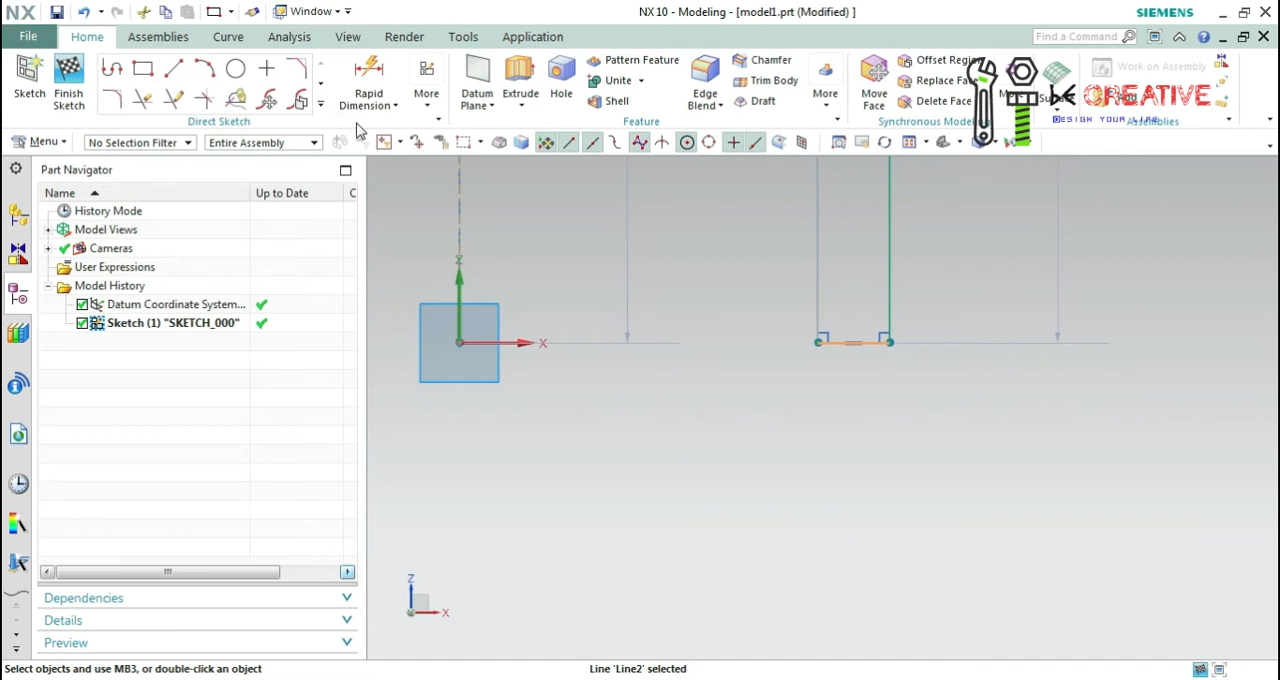 NX
Window
NX 10 - Modeling - [model1.prt (Modified) ]
SIEMENS
File
Home
Assemblies
Curve
Analysis
View
Render
Tools
Application
Find a Command
Sketch
Finish Sketch
Direct Sketch
Rapid Dimension
More
Datum Plane
Extrude
Hole
Pattern Feature
Unite
Shell
Edge Blend
Chamfer
Trim Body
Draft
More
Feature
Move Face
Offset Region
Replace Face
Delete Face
Synchronous Modeling
Work on Assembly
Assemblies
be CREATIVE
DESIGN YOUR LIFE
Menu
No Selection Filter
Entire Assembly
Part Navigator
Name
Up to Date
C
History Mode
Model Views
Cameras
User Expressions
Model History
Datum Coordinate System...
Sketch (1) "SKETCH_000"
Dependencies
Details
Preview
Z
X
Z
X
Select objects and use MB3, or double-click an object
Line 'Line2' selected